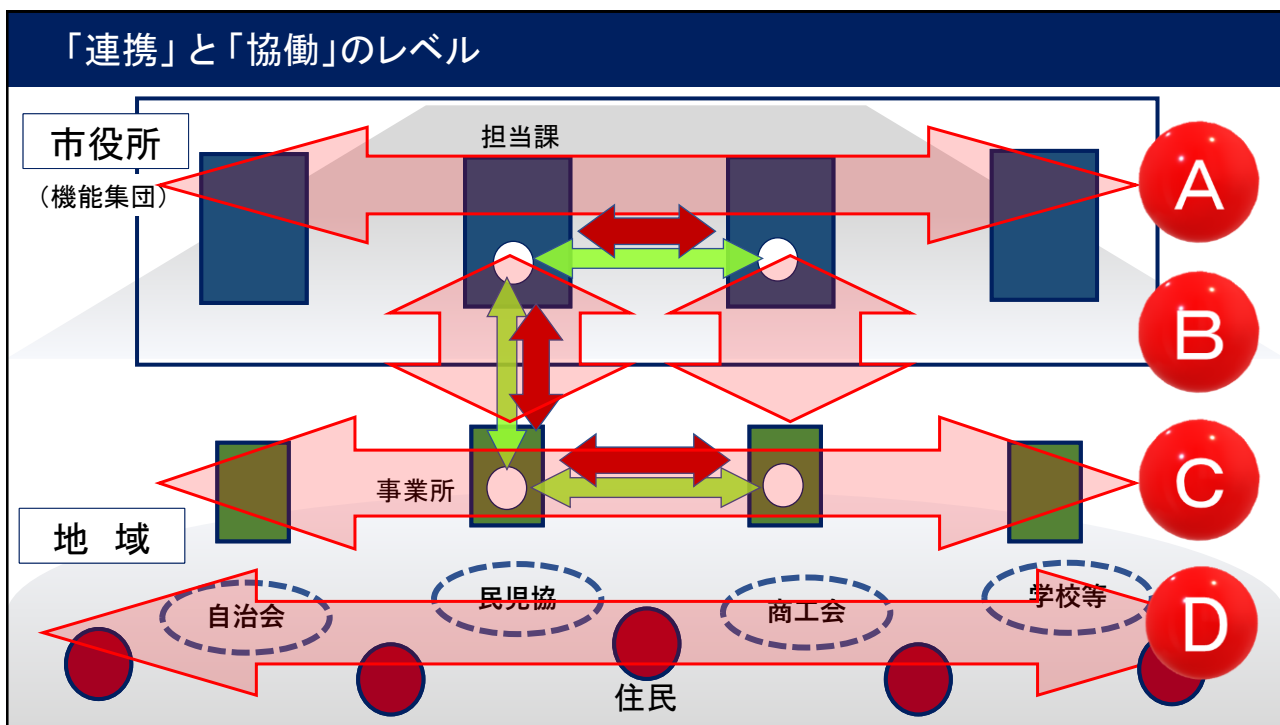 「連携」と「協働」のレベル
市役所
（機能集団）
担当課
A
B
事業所
C
地　域
自治会
民児協
商工会
学校等
D
住民